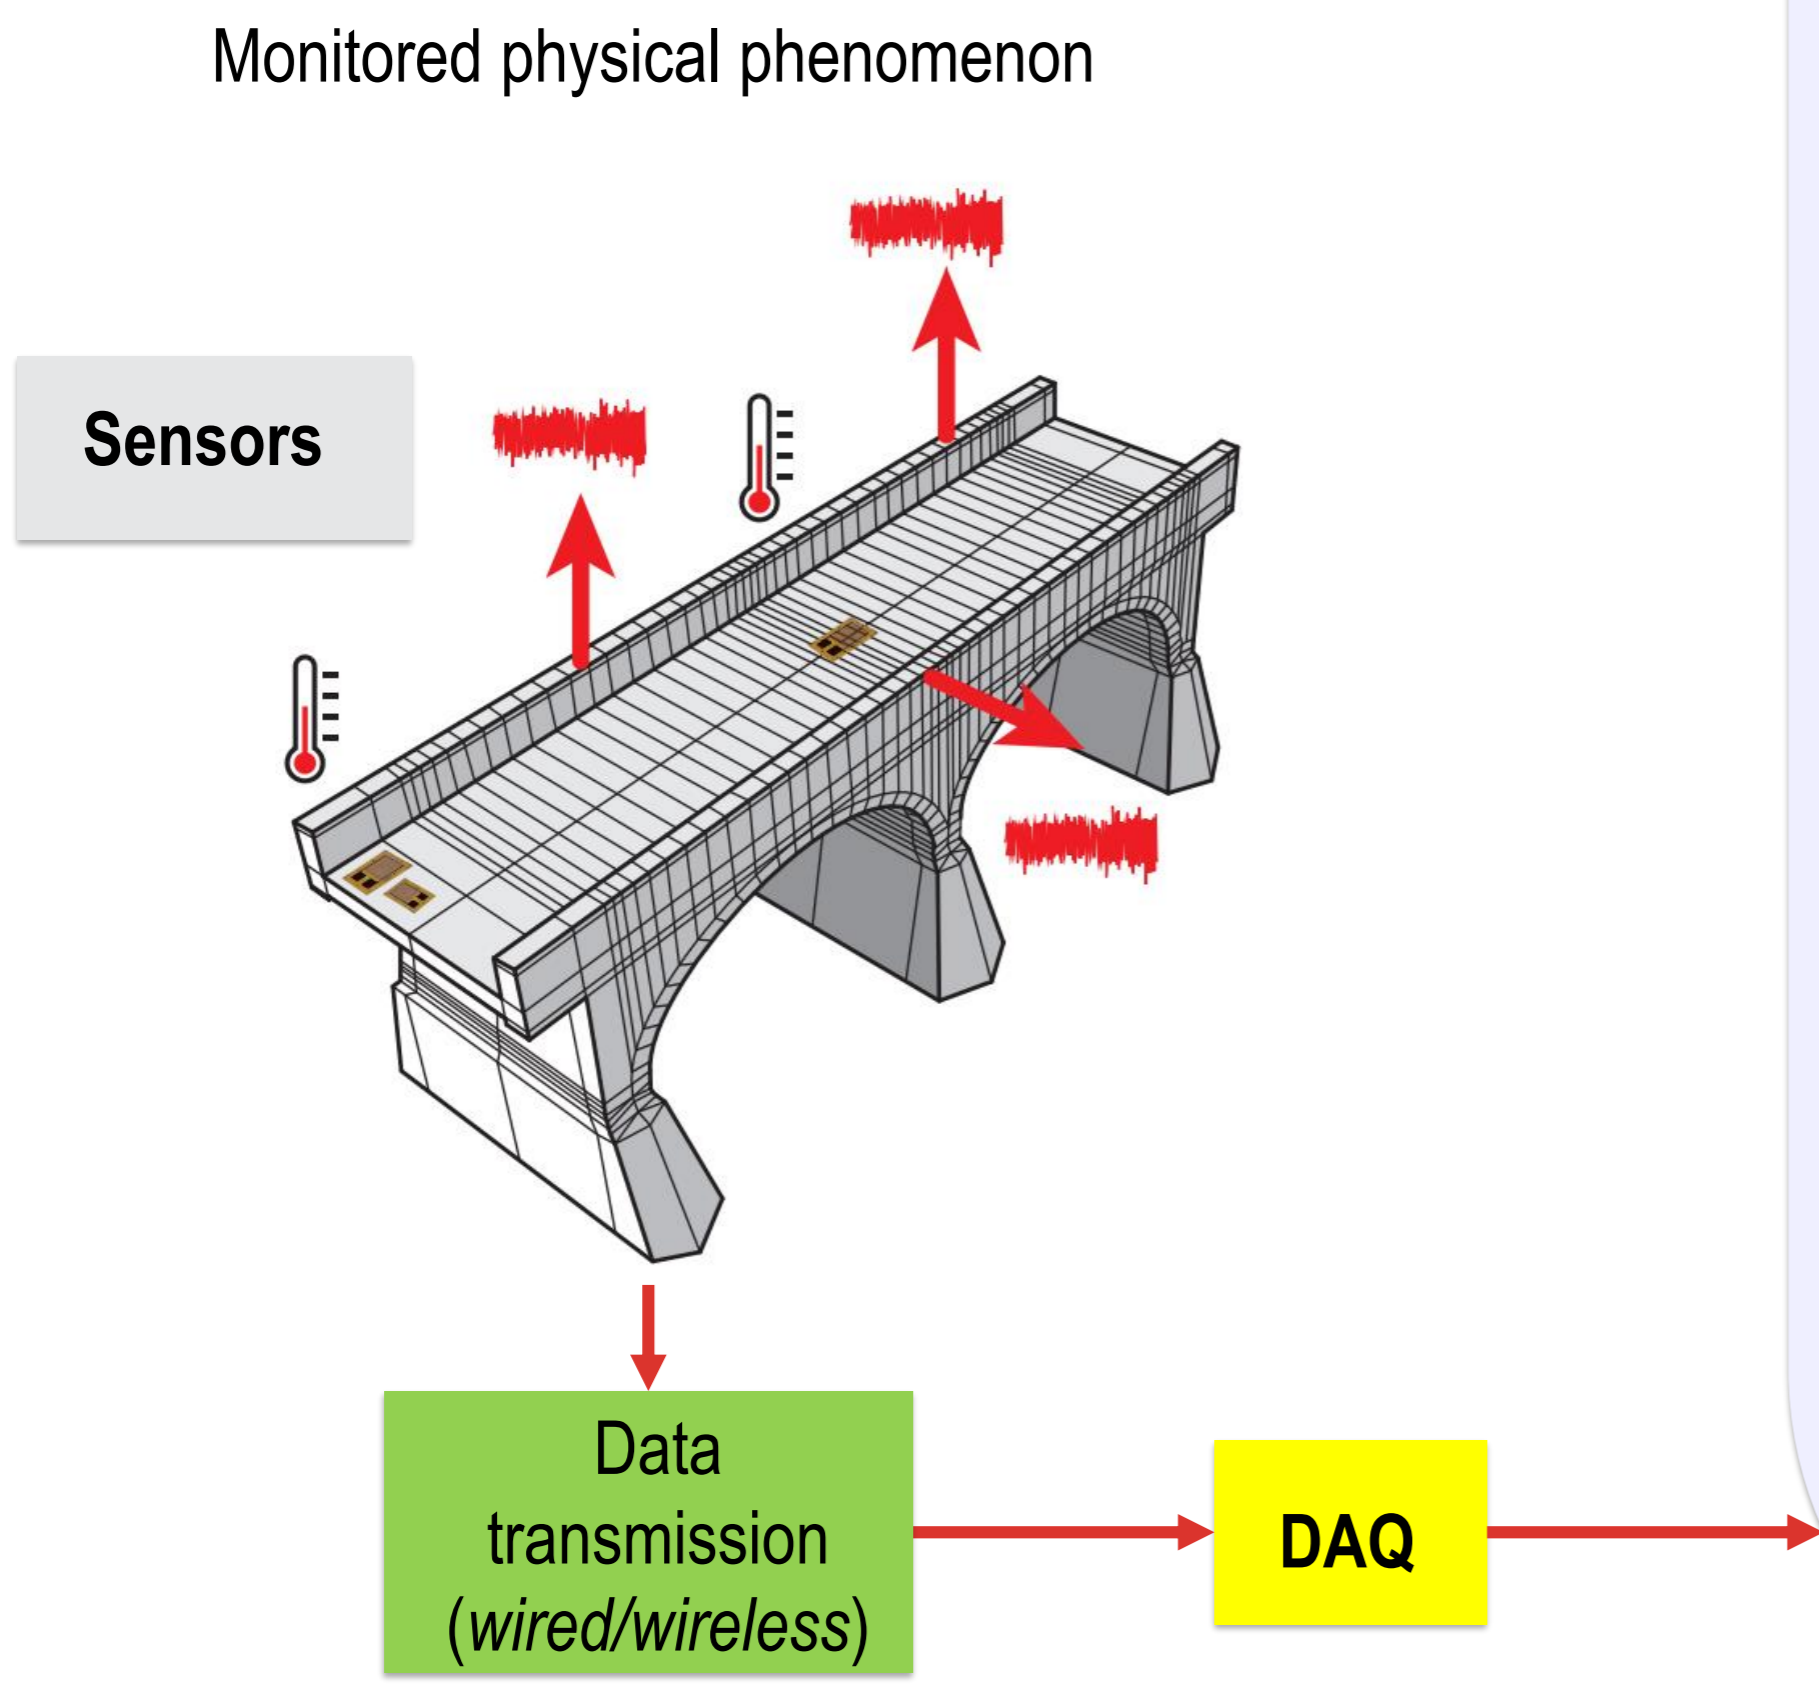 Monitored physical phenomenon
Sensors
Data
transmission
(wired/wireless)
DAQ